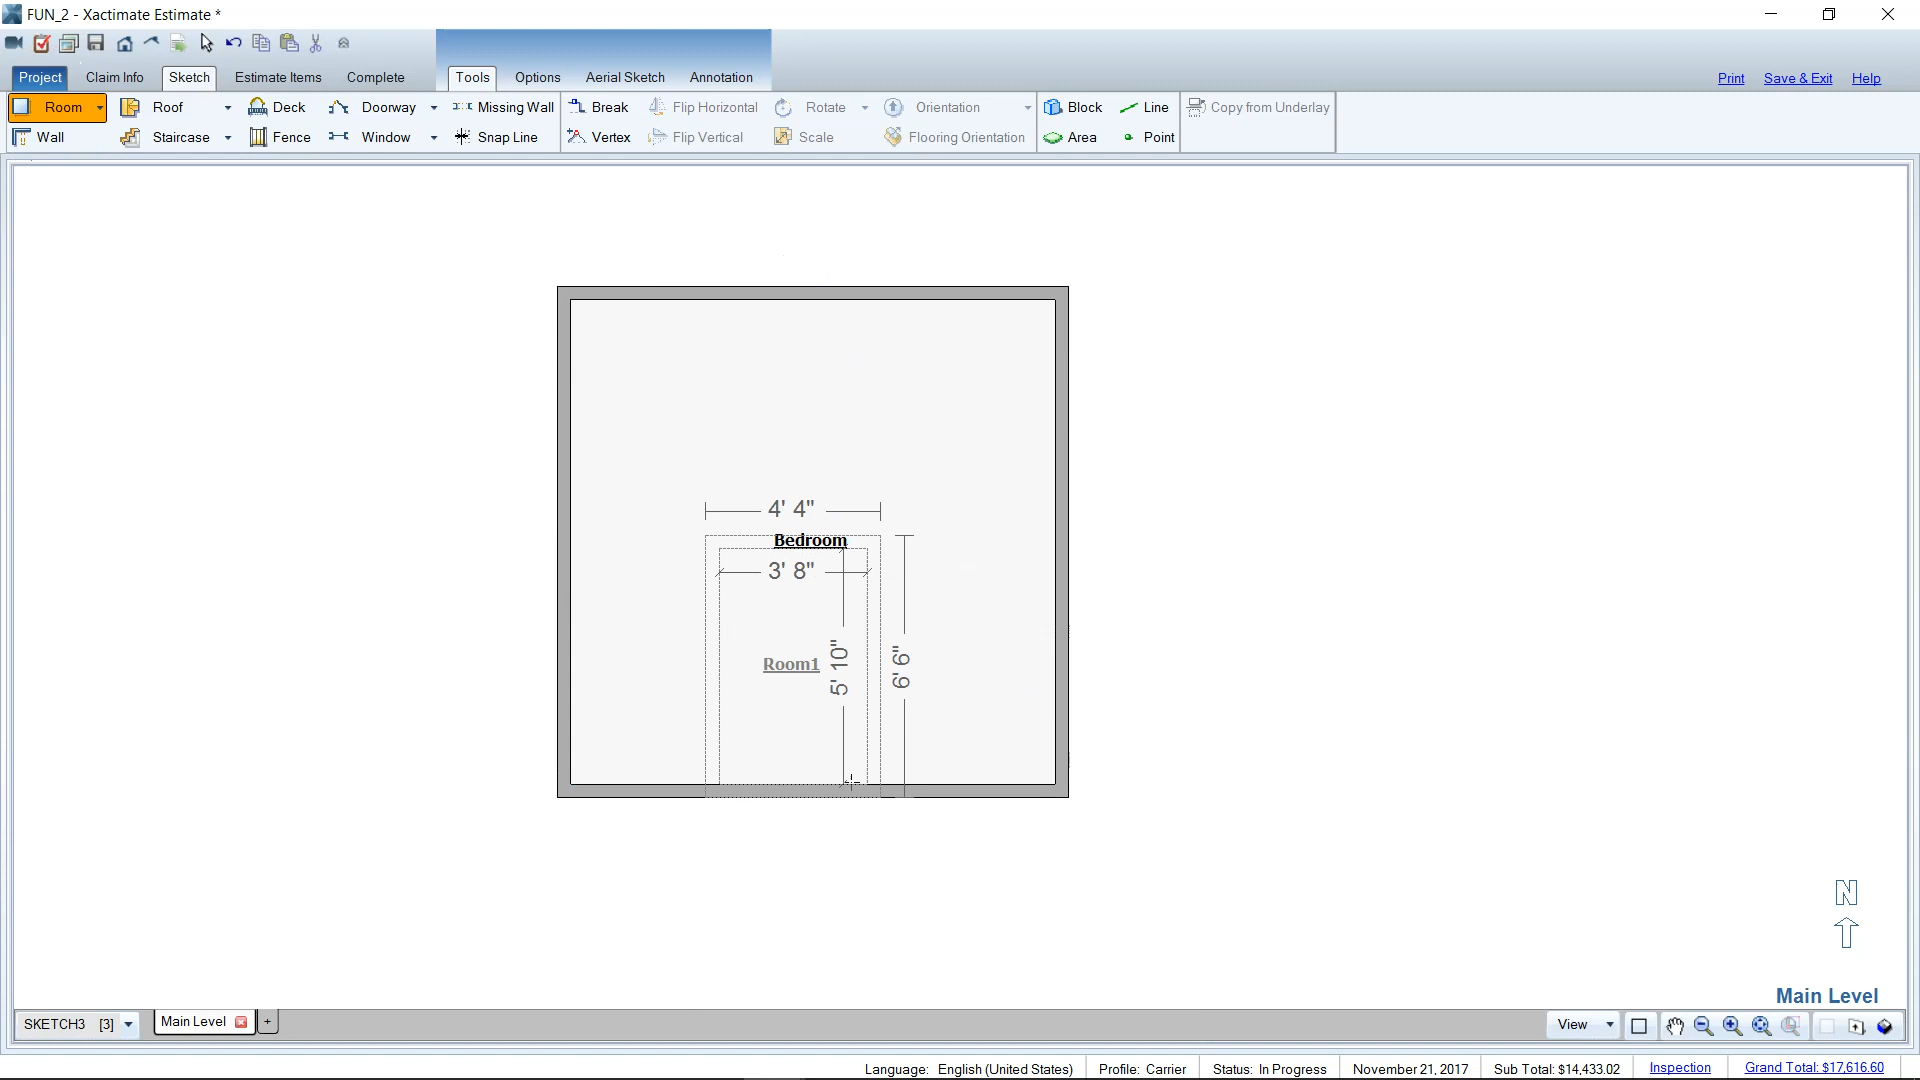 FUN_2 - Xactimate Estimate *
Project Claim Info Sketch Estimate Items Complete Tools Options Aerial Sketch Annotation Print Save & Exit Help
Room Roof Deck Doorway Missing Wall Break Flip Horizontal Rotate Orientation Block Line Copy from Underlay
Wall Staircase Fence Window Snap Line Vertex Flip Vertical Scale Flooring Orientation Area Point
4' 4"
Bedroom
3' 8"
Room1
5' 10"
6' 6"
N
Main Level
SKETCH3 [3] Main Level + View
Language: English (United States) Profile: Carrier Status: In Progress November 21, 2017 Sub Total: $14,433.02 Inspection Grand Total: $17,616.60